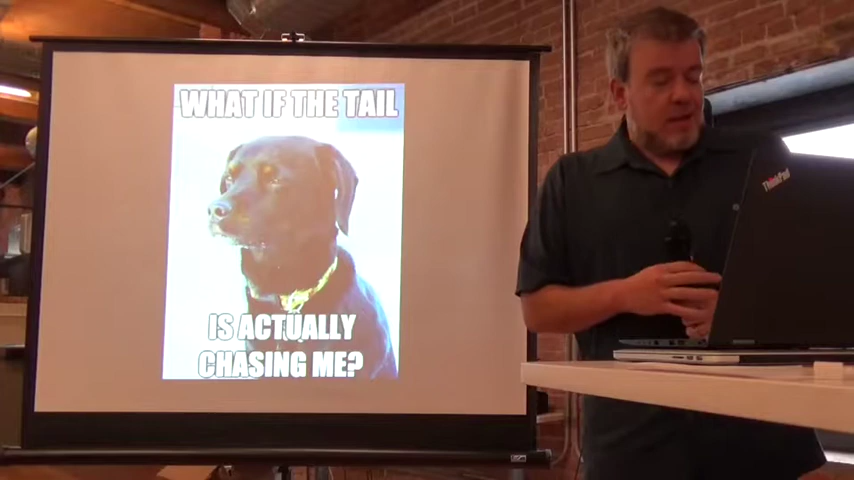 WHAT IF THE TAIL
IS ACTUALLY
CHASING ME?
ThinkPad